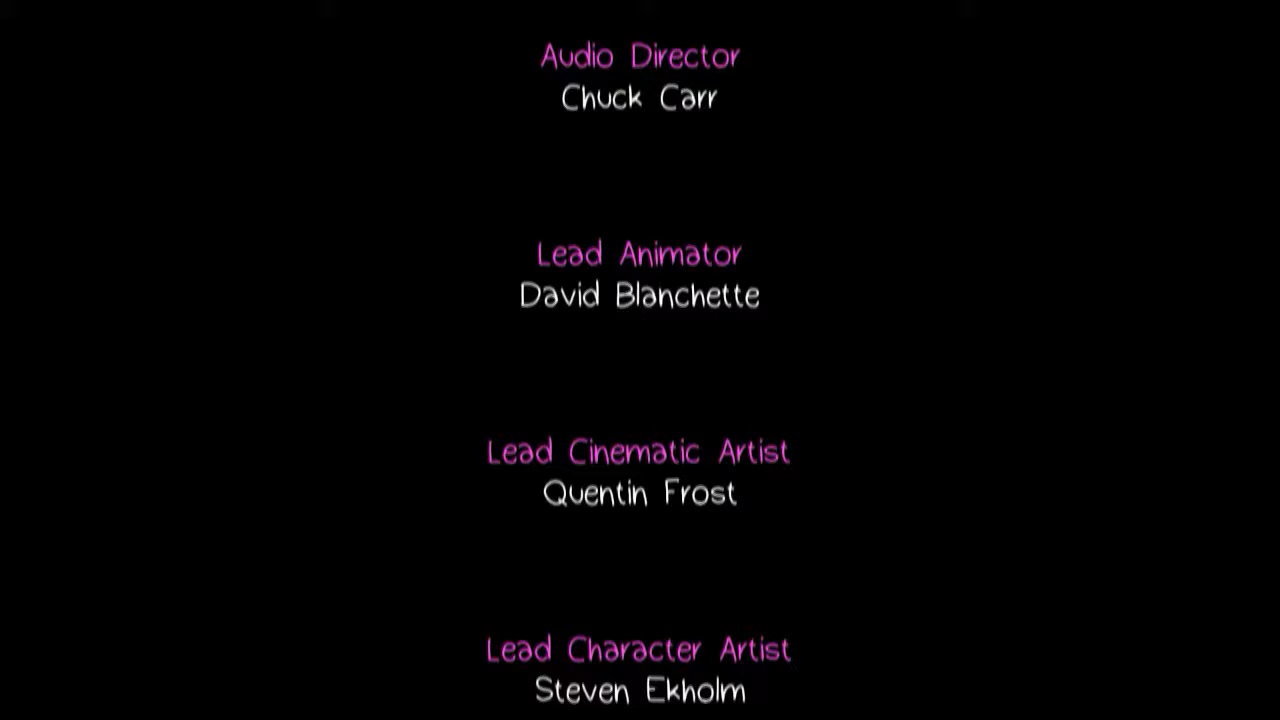 Audio Director
Chuck Carr
Lead Animator
David Blanchette
Lead Cinematic Artist
Quentin Frost
Lead Character Artist
Steven Ekholm